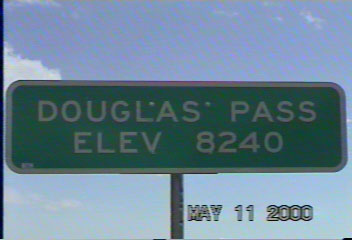 DOUGLAS PASS
ELEV 8240
MAY 11 2000